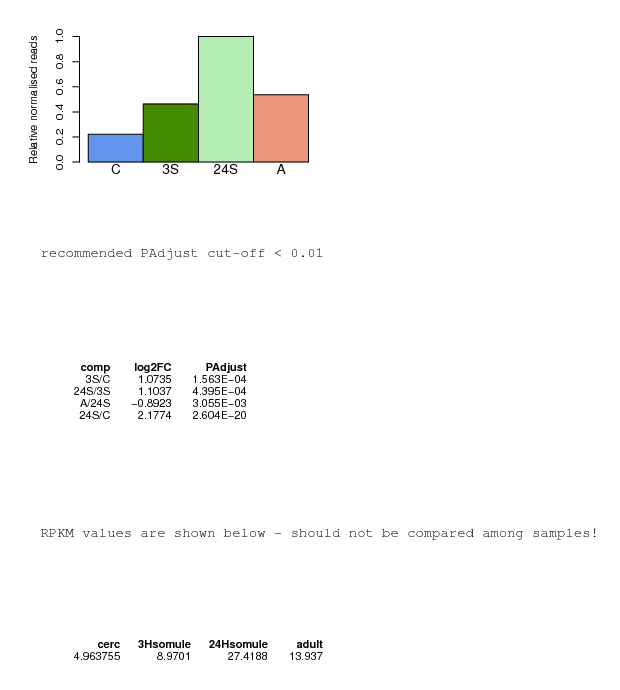 Relative normalised reads
1.0
0.8
0.6
0.4
0.2
0.0
C 3S 24S A
recommended PAdjust cut-off < 0.01
comp log2FC PAdjust
3S/C 1.0735 1.563E−04
24S/3S 1.1037 4.395E−04
A/24S −0.8923 3.055E−03
24S/C 2.1774 2.604E−20
RPKM values are shown below - should not be compared among samples!
cerc 3Hsomule 24Hsomule adult
4.963755 8.9701 27.4188 13.937